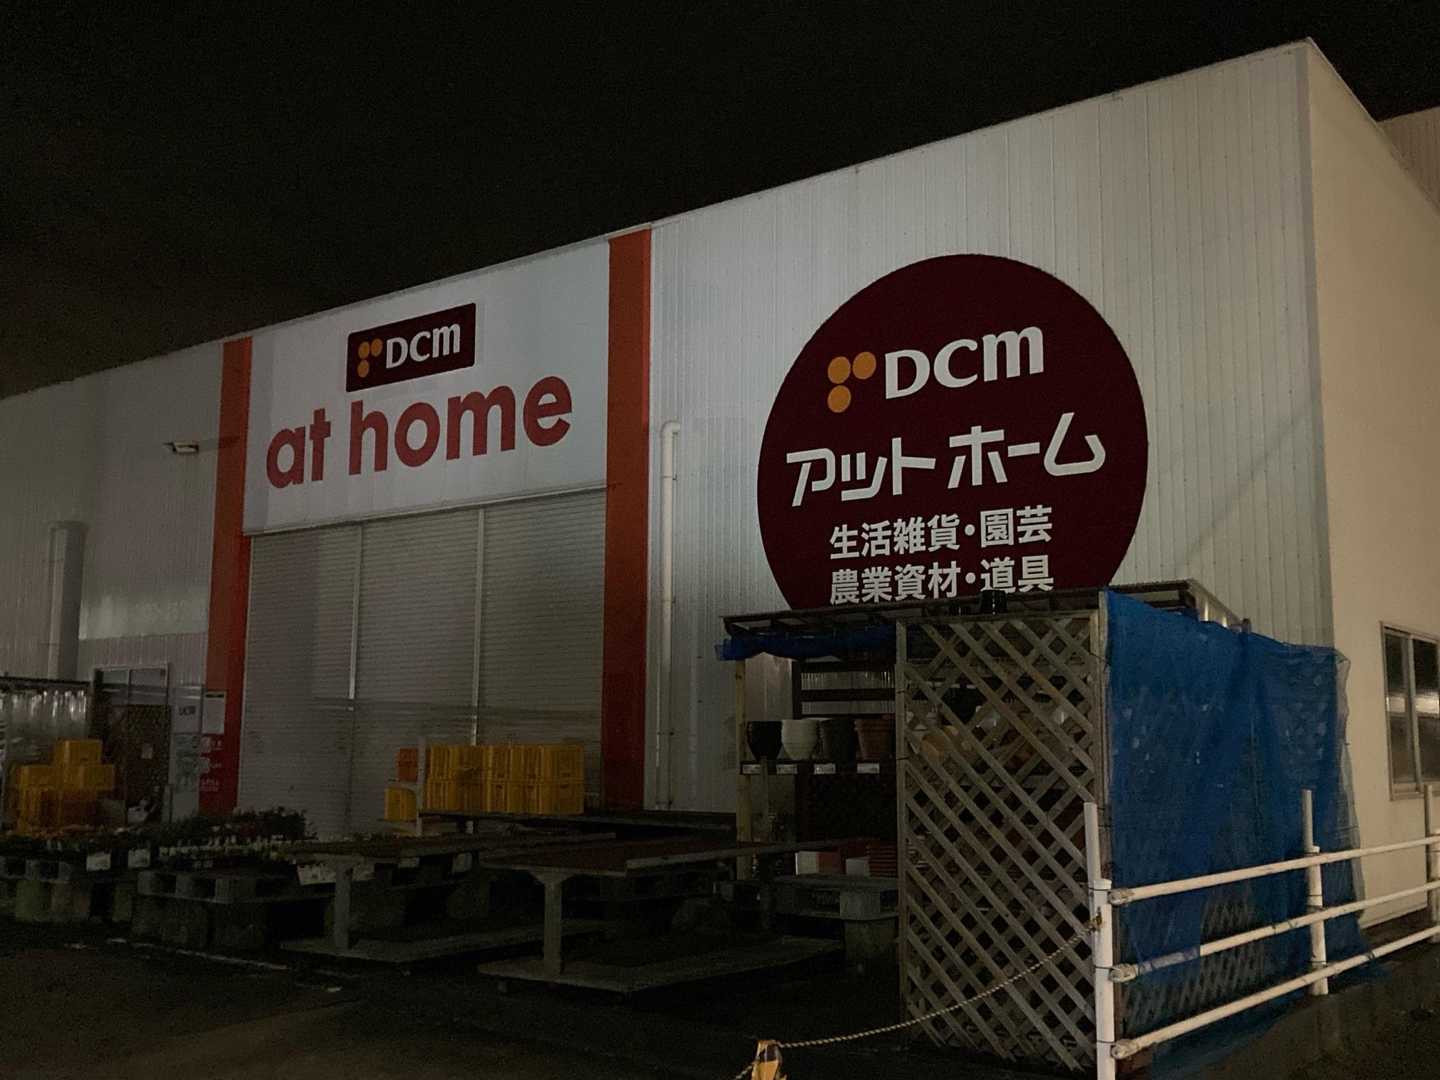 DCM
at home
DCM
アットホーム
生活雑貨・園芸
農業資材・道具